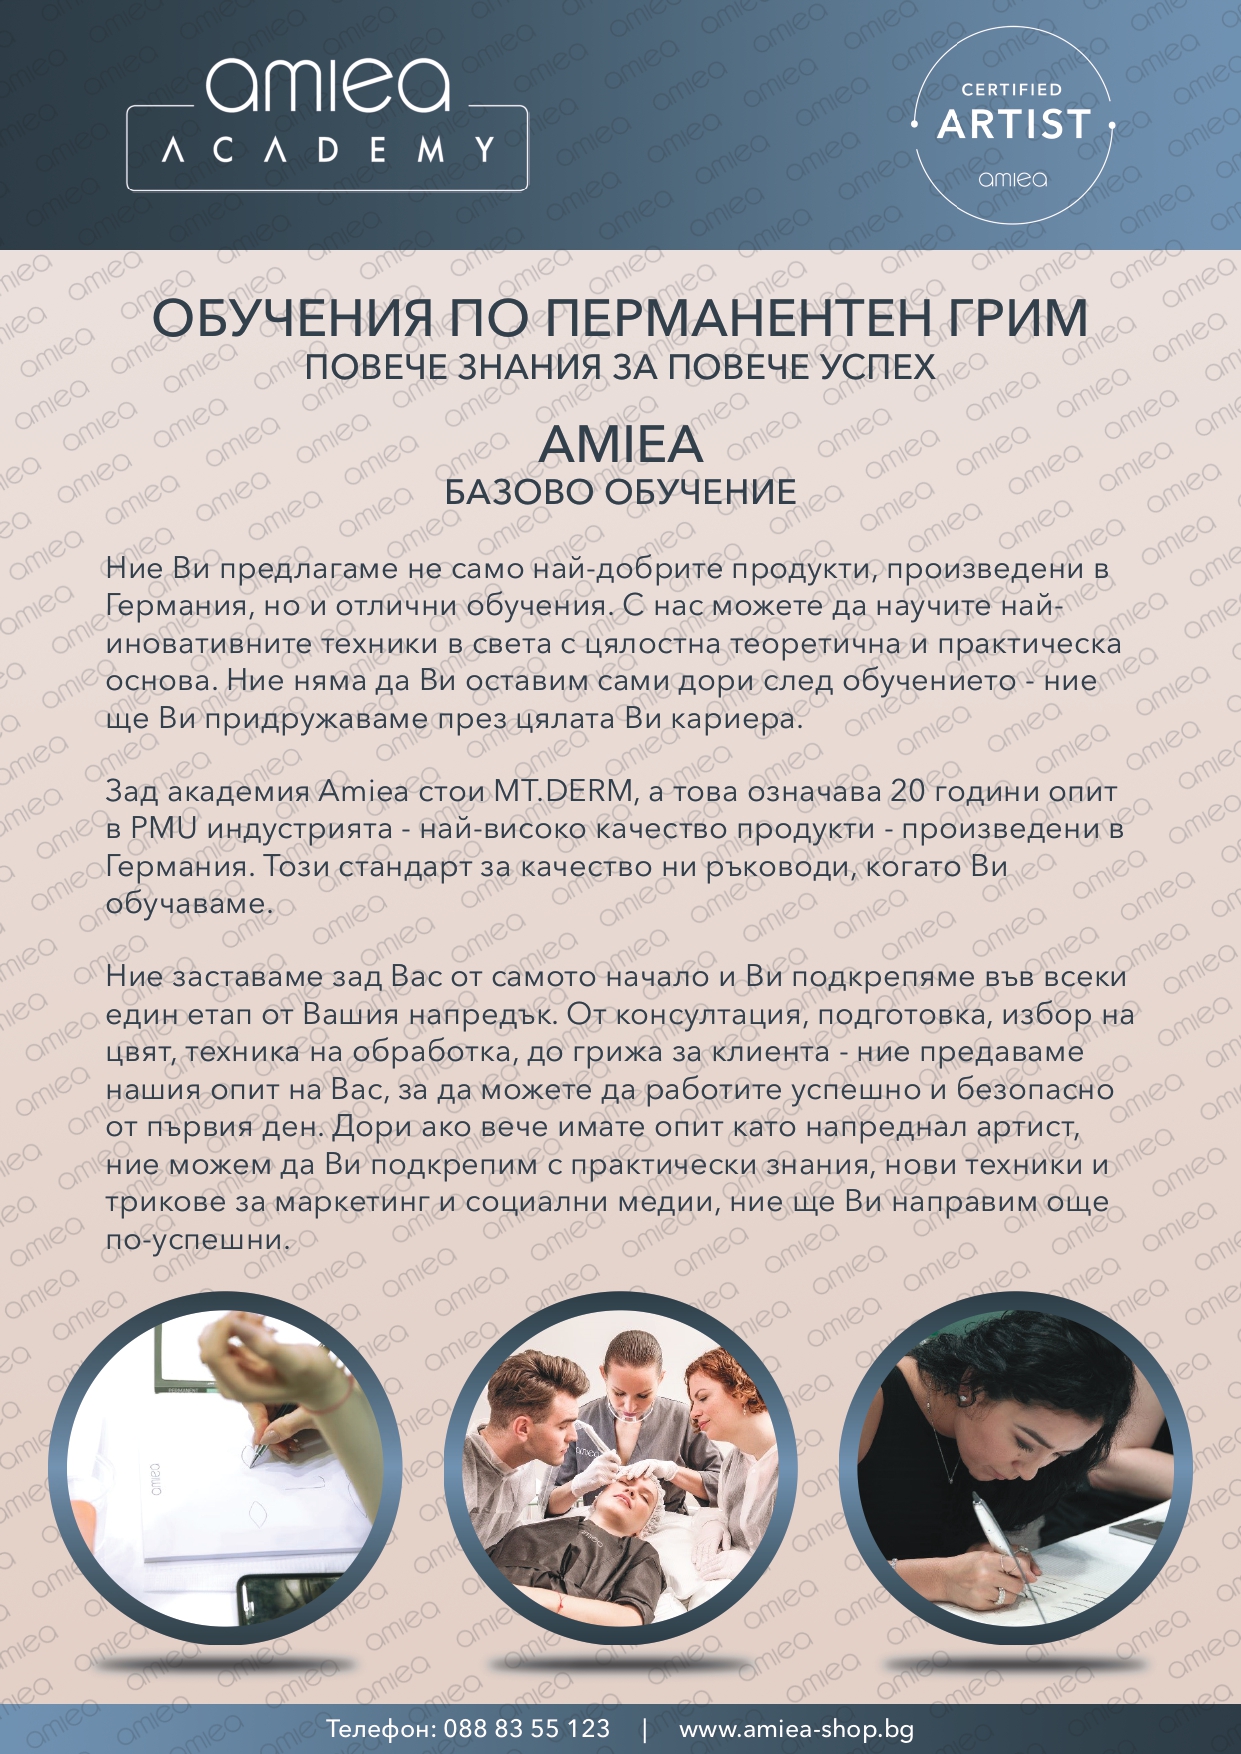 amiea
ACADEMY
CERTIFIED
ARTIST
amiea
ОБУЧЕНИЯ ПО ПЕРМАНЕНТЕН ГРИМ
ПОВЕЧЕ ЗНАНИЯ ЗА ПОВЕЧЕ УСПЕХ
AMIEA
БАЗОВО ОБУЧЕНИЕ
Ние Ви предлагаме не само най-добрите продукти, произведени в
Германия, но и отлични обучения. С нас можете да научите най-
иновативните техники в света с цялостна теоретична и практическа
основа. Ние няма да Ви оставим сами дори след обучението - ние
ще Ви придружаваме през цялата Ви кариера.
Зад академия Amiea стои MT.DERM, а това означава 20 години опит
в PMU индустрията - най-високо качество продукти - произведени в
Германия. Този стандарт за качество ни ръководи, когато Ви
обучаваме.
Ние заставаме зад Вас от самото начало и Ви подкрепяме във всеки
един етап от Вашия напредък. От консултация, подготовка, избор на
цвят, техника на обработка, до грижа за клиента - ние предаваме
нашия опит на Вас, за да можете да работите успешно и безопасно
от първия ден. Дори ако вече имате опит като напреднал артист,
ние можем да Ви подкрепим с практически знания, нови техники и
трикове за маркетинг и социални медии, ние ще Ви направим още
по-успешни.
amiea
amiea
amiea
Телефон: 088 83 55 123 | www.amiea-shop.bg